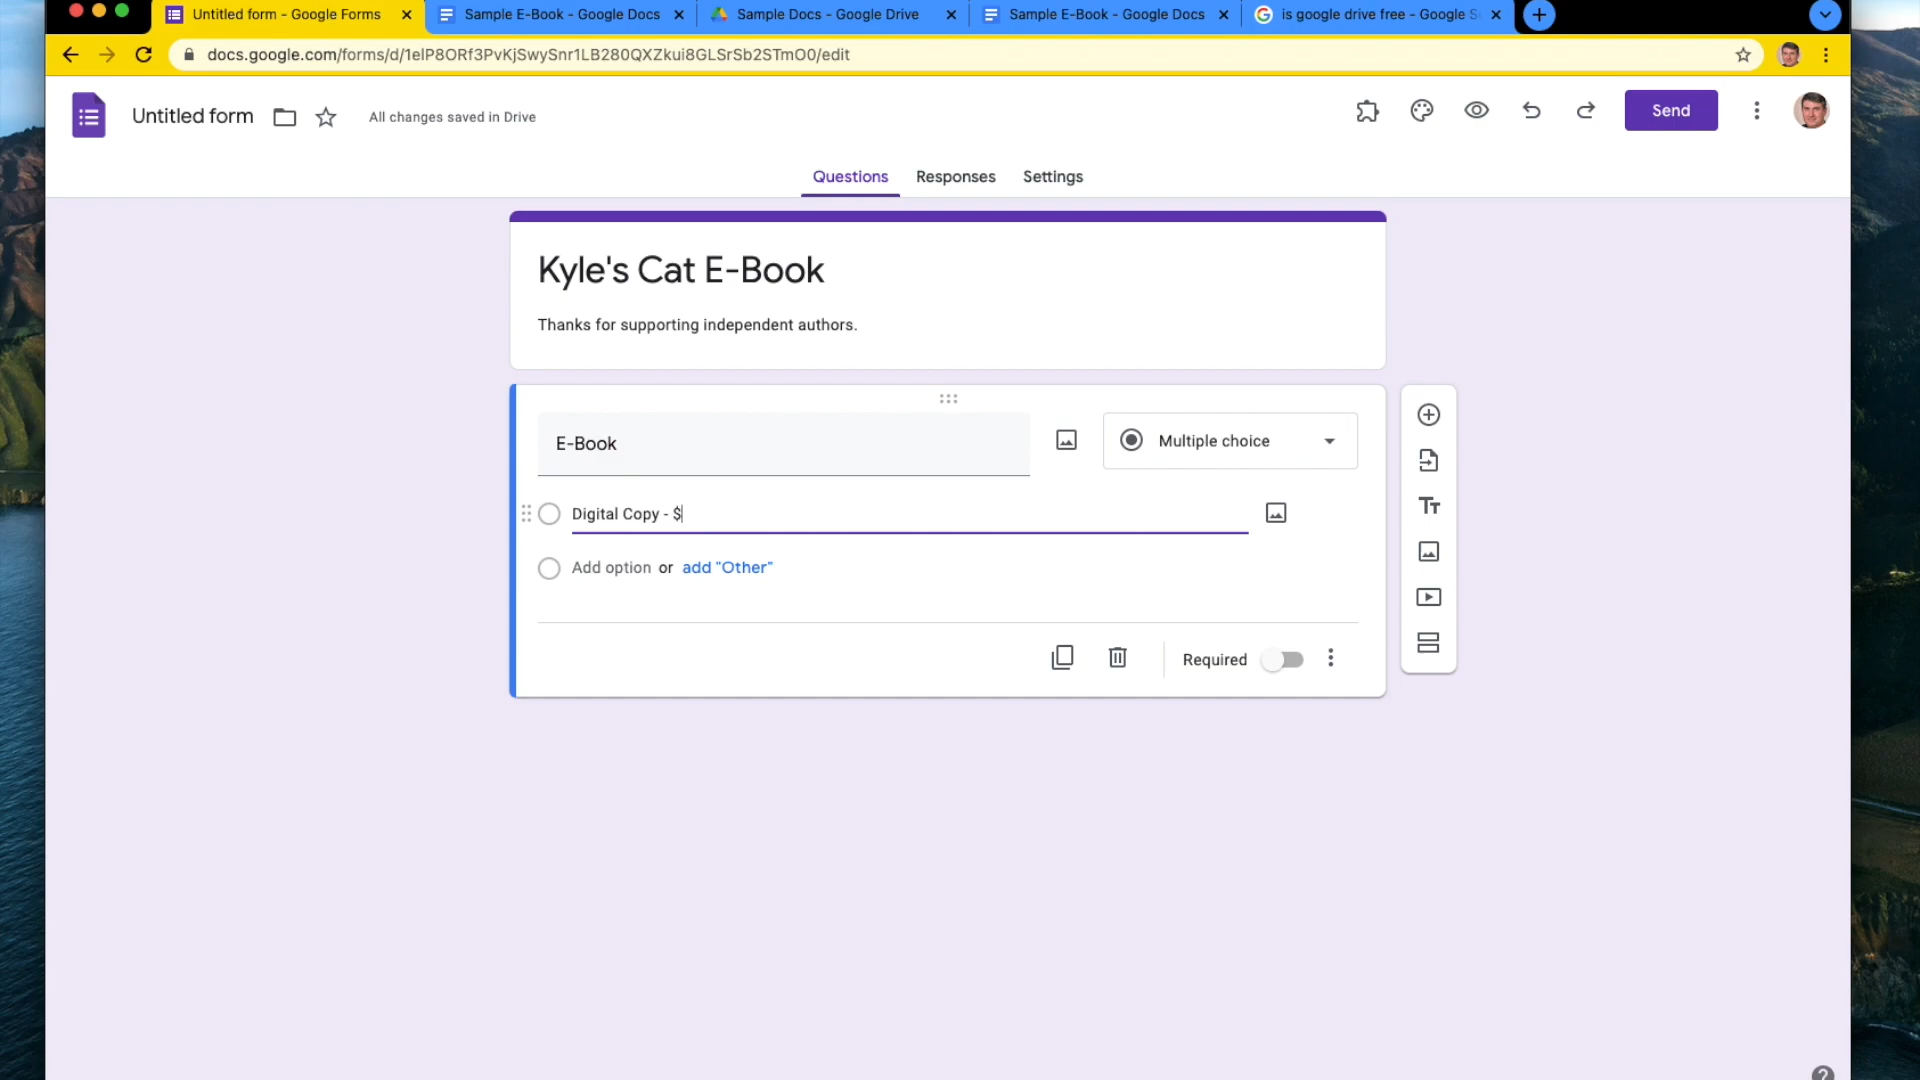 Untitled form - Google Forms
Sample E-Book - Google Docs
Sample Docs - Google Drive
Sample E-Book - Google Docs
is google drive free - Google S
docs.google.com/forms/d/1elP8ORf3PvKjSwySnr1LB280QXZkui8GLSrSb2STmO0/edit
Untitled form
All changes saved in Drive
Send
Questions
Responses
Settings
Kyle's Cat E-Book
Thanks for supporting independent authors.
E-Book
Multiple choice
Digital Copy - $
Add option or add "Other"
Required